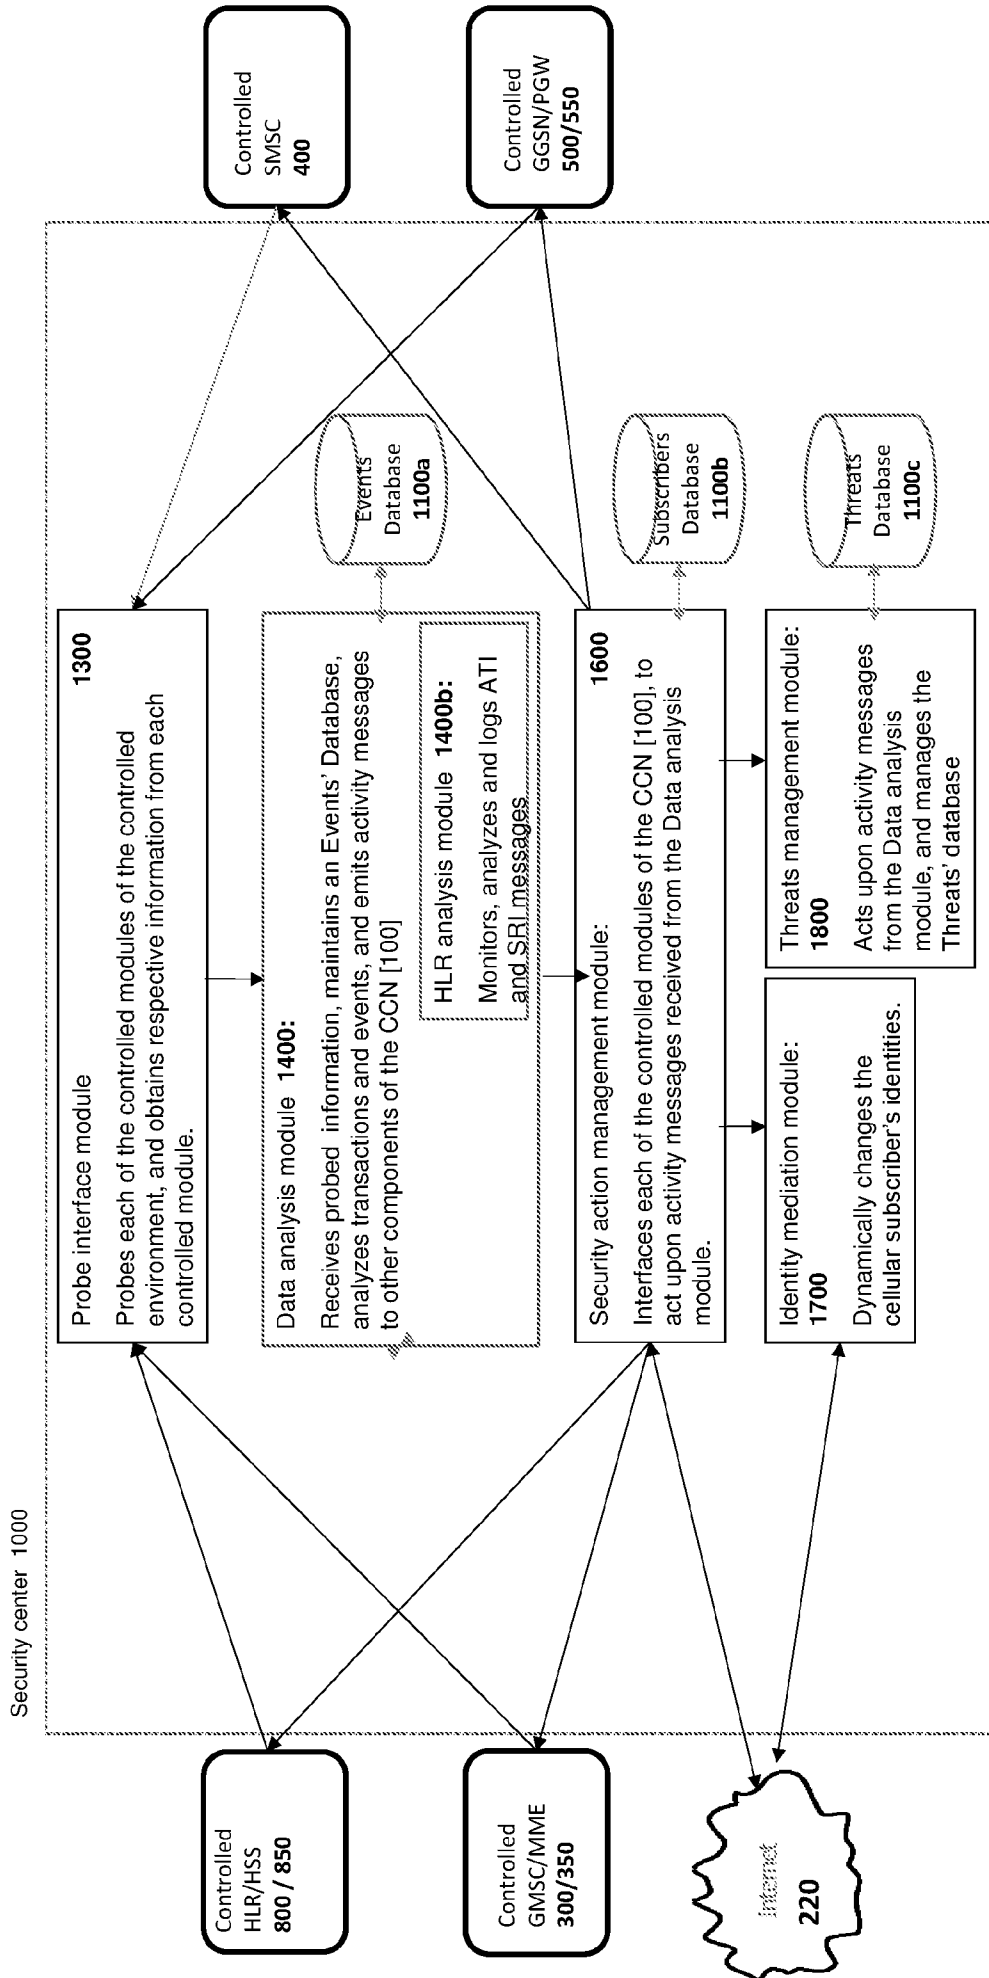 Security center 1000
Controlled
HLR/HSS
800 / 850
Controlled
GMSC/MME
300/350
Internet
220
Probe interface module
1300
Probes each of the controlled modules of the controlled
environment, and obtains respective information from each
controlled module.
Data analysis module 1400:
Receives probed information, maintains an Events' Database,
analyzes transactions and events, and emits activity messages
to other components of the CCN [100]
HLR analysis module 1400b:
Monitors, analyzes and logs ATI
and SRI messages
Security action management module:
1600
Interfaces each of the controlled modules of the CCN [100], to
act upon activity messages received from the Data analysis
module.
Identity mediation module:
1700
Dynamically changes the
cellular subscriber's identities.
Threats management module:
1800
Acts upon activity messages
from the Data analysis
module, and manages the
Threats' database
Events
Database
1100a
Subscribers
Database
1100b
Threats
Database
1100c
Controlled
SMSC
400
Controlled
GGSN/PGW
500/550